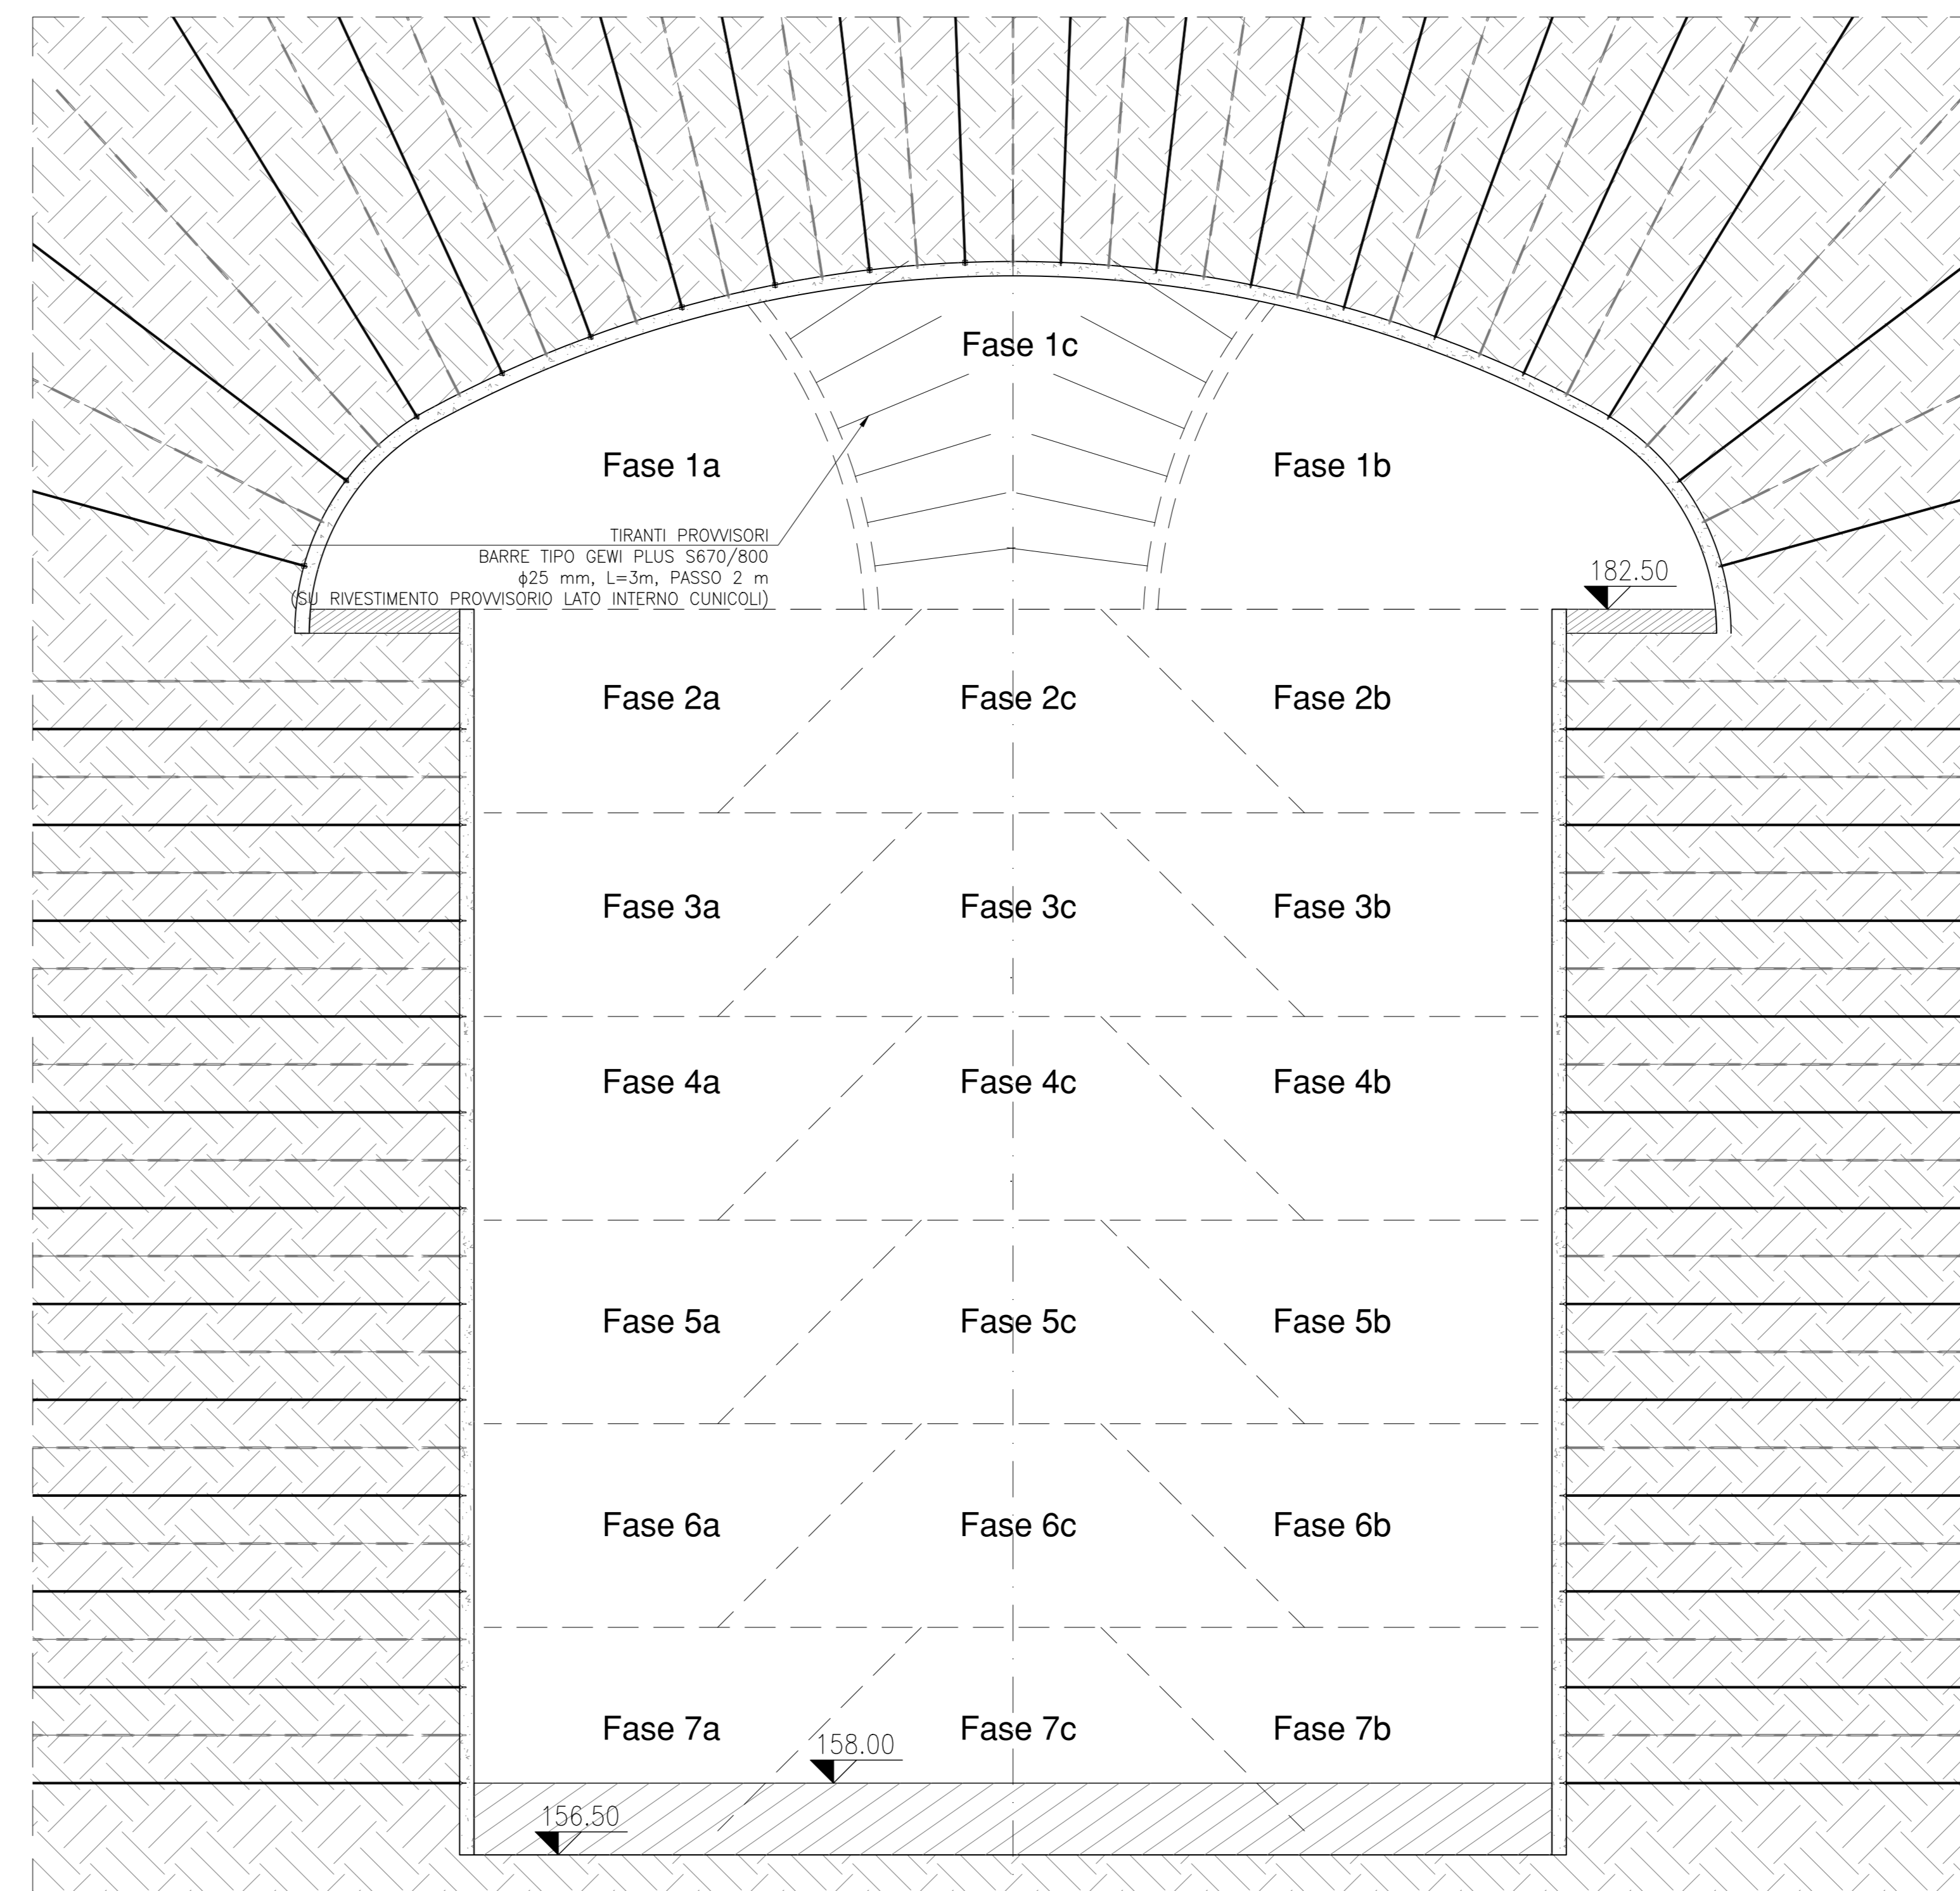 Fase 1c
Fase 1a
Fase 1b
TIRANTI PROVVISORI
BARRE TIPO GEWI PLUS S670/800
ϕ25 mm, L=3m, PASSO 2 m
(SU RIVESTIMENTO PROVVISORIO LATO INTERNO CUNICOLI)
182.50
Fase 2a
Fase 2c
Fase 2b
Fase 3a
Fase 3c
Fase 3b
Fase 4a
Fase 4c
Fase 4b
Fase 5a
Fase 5c
Fase 5b
Fase 6a
Fase 6c
Fase 6b
Fase 7a
Fase 7c
Fase 7b
158.00
156.50